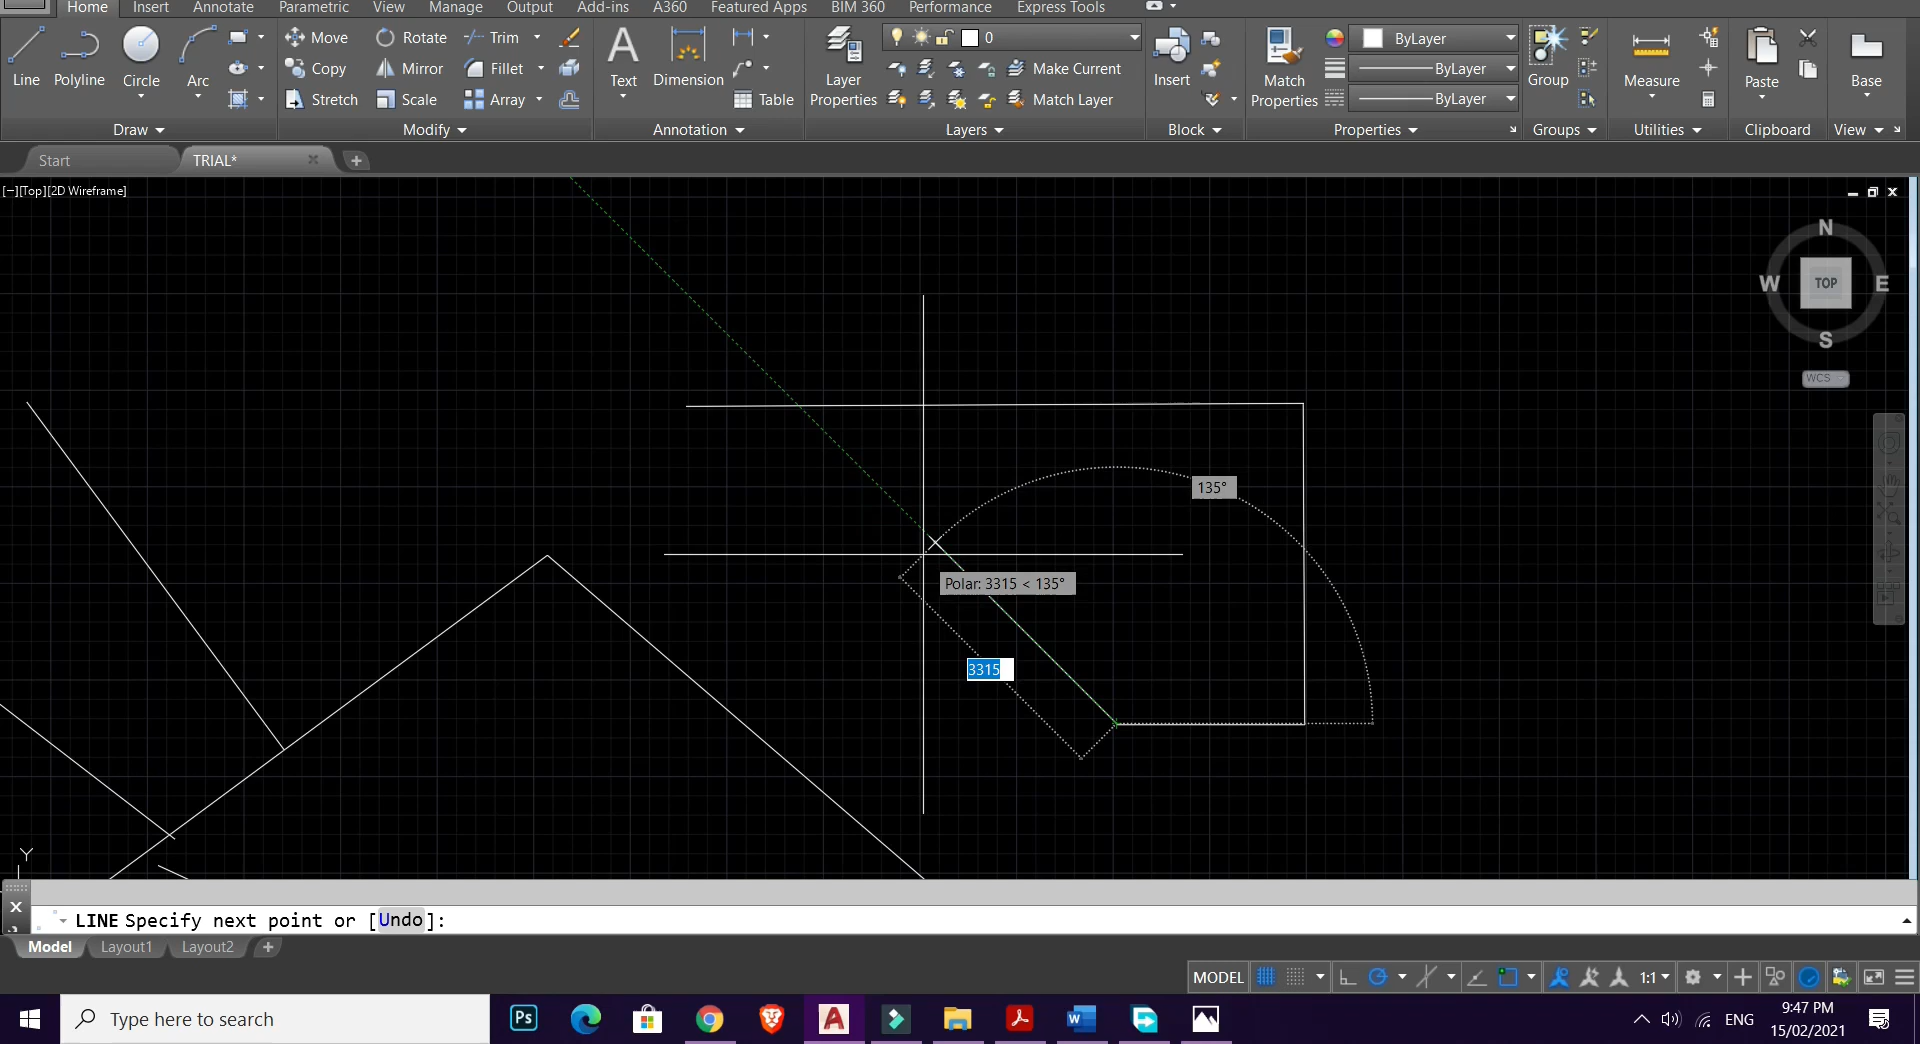 Home Insert Annotate Parametric View Manage Output Add-ins A360 Featured Apps BIM 360 Performance Express Tools
Line Polyline Circle Arc
Move Rotate Trim
Copy Mirror Fillet
Stretch Scale Array
Text Dimension Table
Layer Properties
0
Make Current
Match Layer
Insert
Match Properties
ByLayer
ByLayer
ByLayer
Group Measure Paste Base
Draw Modify Annotation Layers Block Properties Groups Utilities Clipboard View
Start TRIAL*
[−][Top][2D Wireframe]
N
W TOP E
S
WCS
135°
Polar: 3315 < 135°
3315
Y
LINE Specify next point or [Undo]:
Model Layout1 Layout2
MODEL 1:1
Type here to search
Ps
A
W
ENG
9:47 PM
15/02/2021